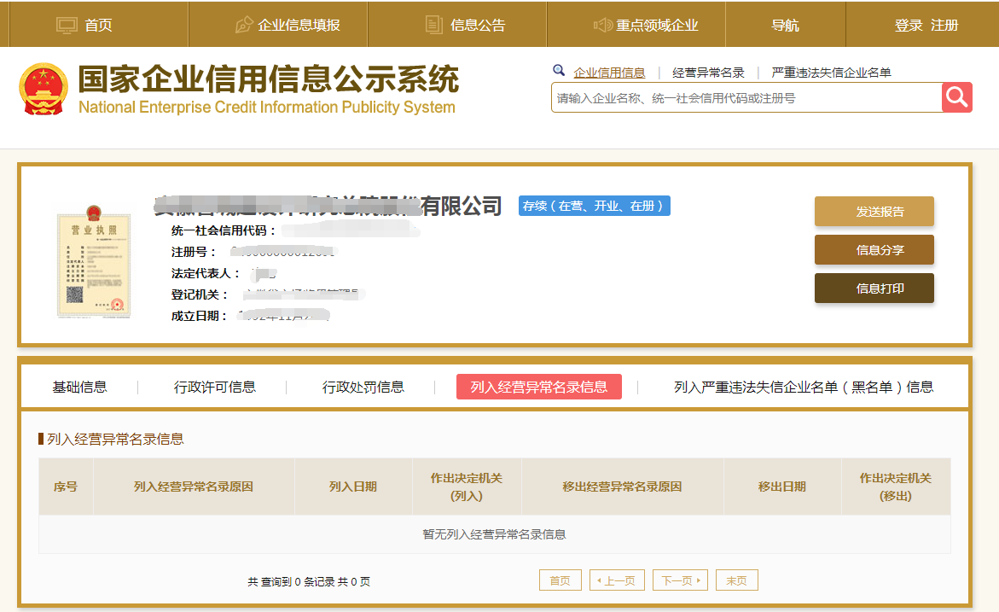 首页 企业信息填报 信息公告 重点领域企业 导航 登录 注册
国家企业信用信息公示系统
National Enterprise Credit Information Publicity System
企业信用信息 | 经营异常名录 | 严重违法失信企业名单
请输入企业名称、统一社会信用代码或注册号
有限公司 存续（在营、开业、在册）
营业执照
统一社会信用代码：
注册号：
法定代表人：
登记机关：
成立日期：
发送报告
信息分享
信息打印
基础信息 行政许可信息 行政处罚信息 列入经营异常名录信息 列入严重违法失信企业名单（黑名单）信息
列入经营异常名录信息
序号 列入经营异常名录原因 列入日期 作出决定机关(列入) 移出经营异常名录原因 移出日期 作出决定机关(移出)
暂无列入经营异常名录信息
共 查询到 0 条记录 共 0 页 首页 上一页 下一页 末页